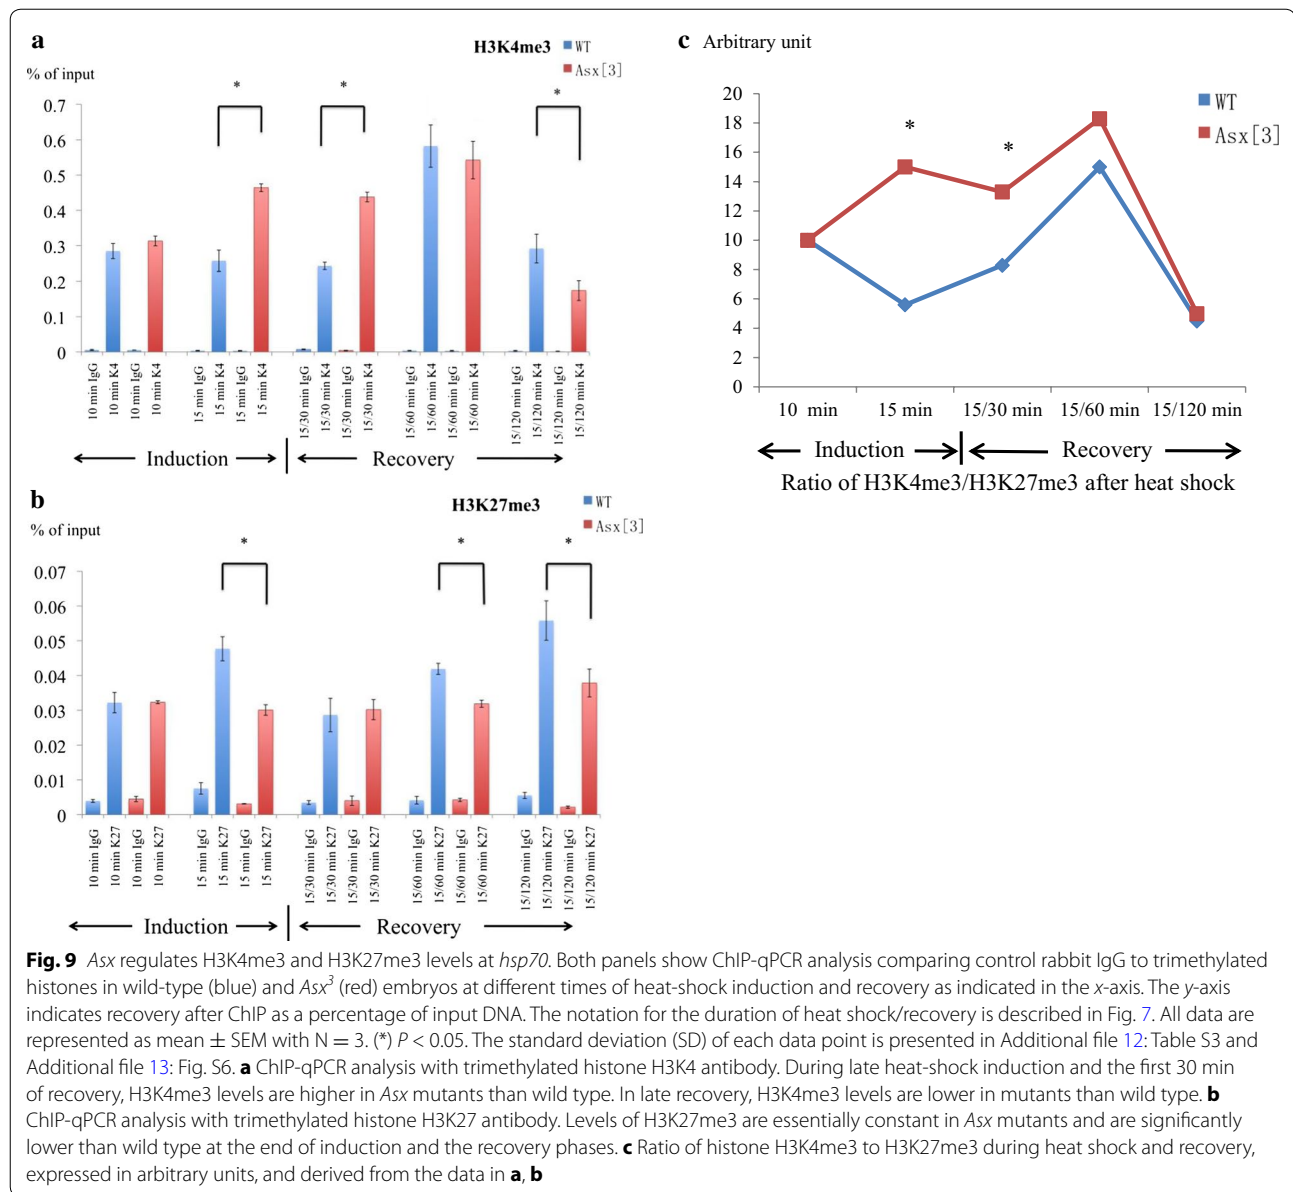 a
H3K4me3
WT
Asx[3]
% of input
*
*
*
0.7
0.6
0.5
0.4
0.3
0.2
0.1
0
10 min IgG
10 min K4
10 min IgG
10 min K4
15 min IgG
15 min K4
15 min IgG
15 min K4
15/30 min IgG
15/30 min K4
15/30 min IgG
15/30 min K4
15/60 min IgG
15/60 min K4
15/60 min IgG
15/60 min K4
15/120 min IgG
15/120 min K4
15/120 min IgG
15/120 min K4
Induction
Recovery
b
H3K27me3
WT
Asx[3]
% of input
*
*
*
0.07
0.06
0.05
0.04
0.03
0.02
0.01
0
10 min IgG
10 min K27
10 min IgG
10 min K27
15 min IgG
15 min K27
15 min IgG
15 min K27
15/30 min IgG
15/30 min K27
15/30 min IgG
15/30 min K27
15/60 min IgG
15/60 min K27
15/60 min IgG
15/60 min K27
15/120 min IgG
15/120 min K27
15/120 min IgG
15/120 min K27
Induction
Recovery
c Arbitrary unit
WT
Asx[3]
*
*
20
18
16
14
12
10
8
6
4
2
0
10 min 15 min 15/30 min 15/60 min 15/120 min
Induction
Recovery
Ratio of H3K4me3/H3K27me3 after heat shock
Fig. 9 Asx regulates H3K4me3 and H3K27me3 levels at hsp70. Both panels show ChIP-qPCR analysis comparing control rabbit IgG to trimethylated
histones in wild-type (blue) and Asx³ (red) embryos at different times of heat-shock induction and recovery as indicated in the x-axis. The y-axis
indicates recovery after ChIP as a percentage of input DNA. The notation for the duration of heat shock/recovery is described in Fig. 7. All data are
represented as mean ± SEM with N = 3. (*) P < 0.05. The standard deviation (SD) of each data point is presented in Additional file 12: Table S3 and
Additional file 13: Fig. S6. a ChIP-qPCR analysis with trimethylated histone H3K4 antibody. During late heat-shock induction and the first 30 min
of recovery, H3K4me3 levels are higher in Asx mutants than wild type. In late recovery, H3K4me3 levels are lower in mutants than wild type. b
ChIP-qPCR analysis with trimethylated histone H3K27 antibody. Levels of H3K27me3 are essentially constant in Asx mutants and are significantly
lower than wild type at the end of induction and the recovery phases. c Ratio of histone H3K4me3 to H3K27me3 during heat shock and recovery,
expressed in arbitrary units, and derived from the data in a, b